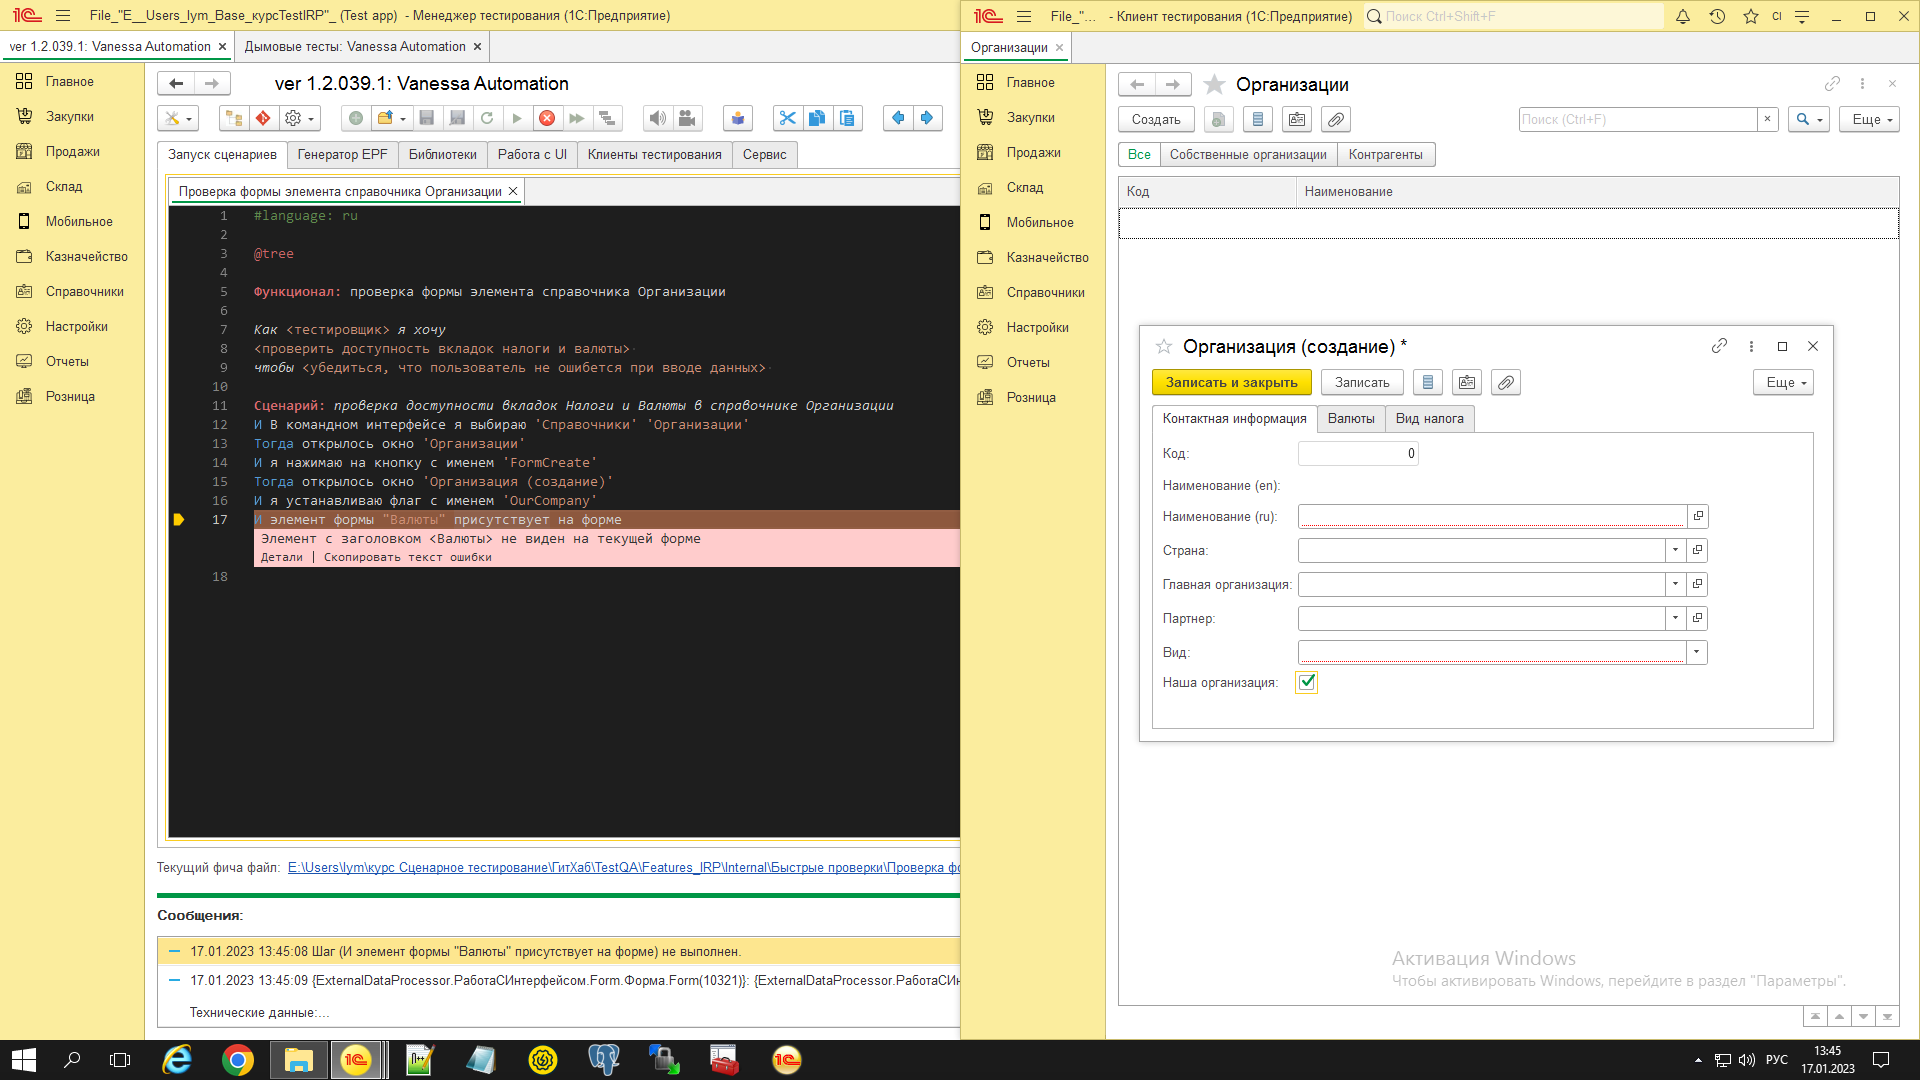 File_"E__Users_lym_Base_курсTestIRP"_ (Test app) - Менеджер тестирования (1С:Предприятие)
ver 1.2.039.1: Vanessa Automation ×
Дымовые тесты: Vanessa Automation ×
Главное
Закупки
Продажи
Склад
Мобильное
Казначейство
Справочники
Настройки
Отчеты
Розница
ver 1.2.039.1: Vanessa Automation
Запуск сценариев
Генератор EPF
Библиотеки
Работа с UI
Клиенты тестирования
Сервис
Проверка формы элемента справочника Организации ×
1 #language: ru
2
3 @tree
4
5 Функционал: проверка формы элемента справочника Организации
6
7 Как <тестировщик> я хочу
8 <проверить доступность вкладок налоги и валюты>
9 чтобы <убедиться, что пользователь не ошибется при вводе данных>
10
11 Сценарий: проверка доступности вкладок Налоги и Валюты в справочнике Организации
12 И В командном интерфейсе я выбираю 'Справочники' 'Организации'
13 Тогда открылось окно 'Организации'
14 И я нажимаю на кнопку с именем 'FormCreate'
15 Тогда открылось окно 'Организация (создание)'
16 И я устанавливаю флаг с именем 'OurCompany'
17 И элемент формы "Валюты" присутствует на форме
Элемент с заголовком <Валюты> не виден на текущей форме
Детали | Скопировать текст ошибки
18
Текущий фича файл: E:\Users\lym\курс Сценарное тестирование\ГитХаб\TestQA\Features_IRP\Internal\Быстрые проверки\Проверка фо
Сообщения:
17.01.2023 13:45:08 Шаг (И элемент формы "Валюты" присутствует на форме) не выполнен.
17.01.2023 13:45:09 {ExternalDataProcessor.РаботаСИнтерфейсом.Form.Форма.Form(10321)}: {ExternalDataProcessor.РаботаСИн
Технические данные:...
File_"... - Клиент тестирования (1С:Предприятие)
Поиск Ctrl+Shift+F
CI
Организации ×
Главное
Закупки
Продажи
Склад
Мобильное
Казначейство
Справочники
Настройки
Отчеты
Розница
Организации
Создать
Поиск (Ctrl+F)
×
Еще
Все
Собственные организации
Контрагенты
Код
Наименование
Организация (создание) *
Записать и закрыть
Записать
Еще
Контактная информация
Валюты
Вид налога
Код: 0
Наименование (en):
Наименование (ru):
Страна:
Главная организация:
Партнер:
Вид:
Наша организация:
Активация Windows
Чтобы активировать Windows, перейдите в раздел "Параметры".
РУС
13:45
17.01.2023